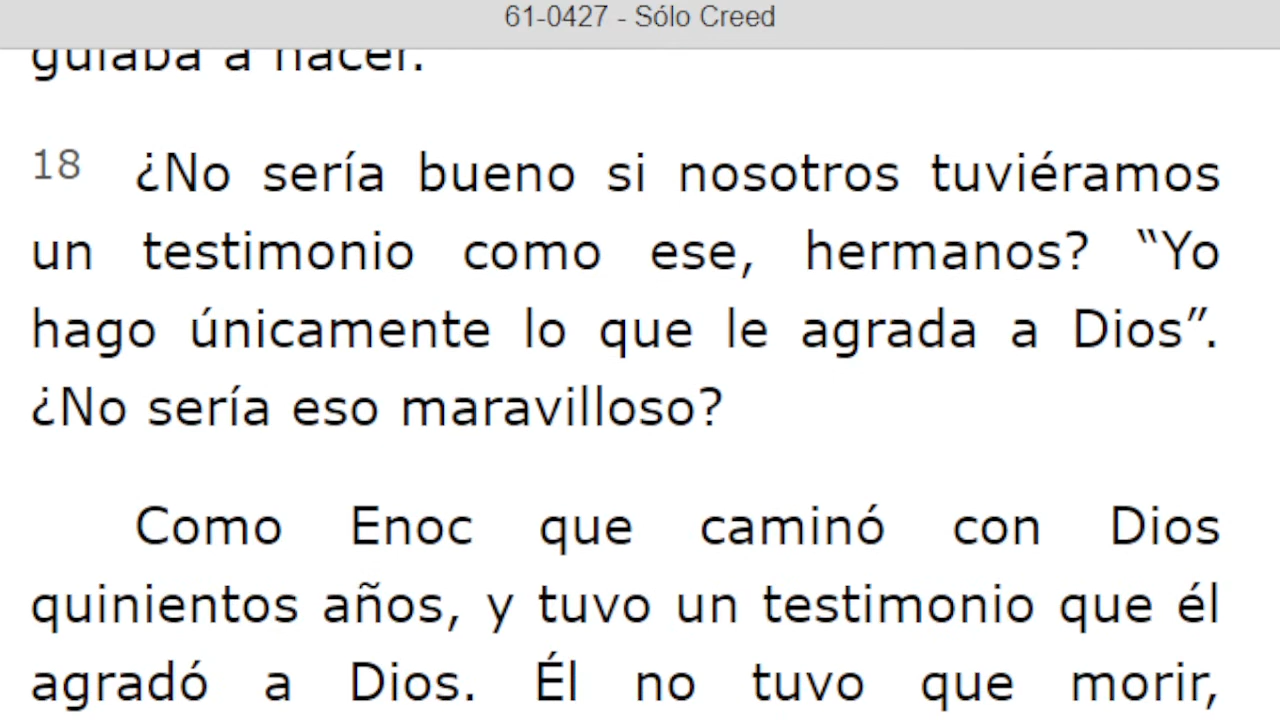 61-0427 - Sólo Creed
guiaba a hacer.
18 ¿No sería bueno si nosotros tuviéramos
un testimonio como ese, hermanos? “Yo
hago únicamente lo que le agrada a Dios”.
¿No sería eso maravilloso?
Como Enoc que caminó con Dios
quinientos años, y tuvo un testimonio que él
agradó a Dios. Él no tuvo que morir,